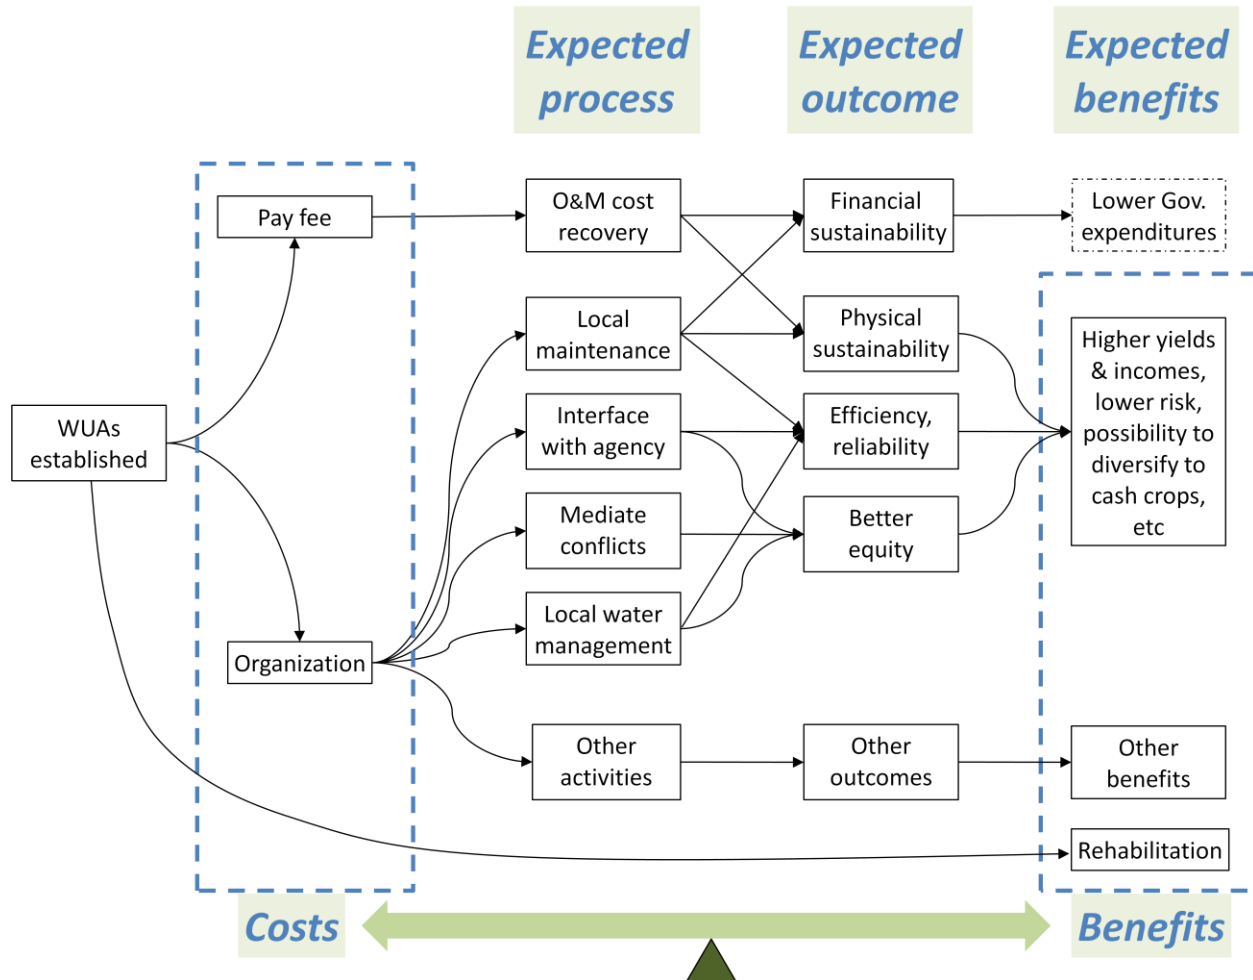 Expected
process
Expected
outcome
Expected
benefits
Pay fee
O&M cost
recovery
Financial
sustainability
Lower Gov.
expenditures
Local
maintenance
Physical
sustainability
Higher yields
& incomes,
lower risk,
possibility to
diversify to
cash crops,
etc
WUAs
established
Interface
with agency
Efficiency,
reliability
Mediate
conflicts
Better
equity
Local water
management
Organization
Other
activities
Other
outcomes
Other
benefits
Rehabilitation
Costs
Benefits